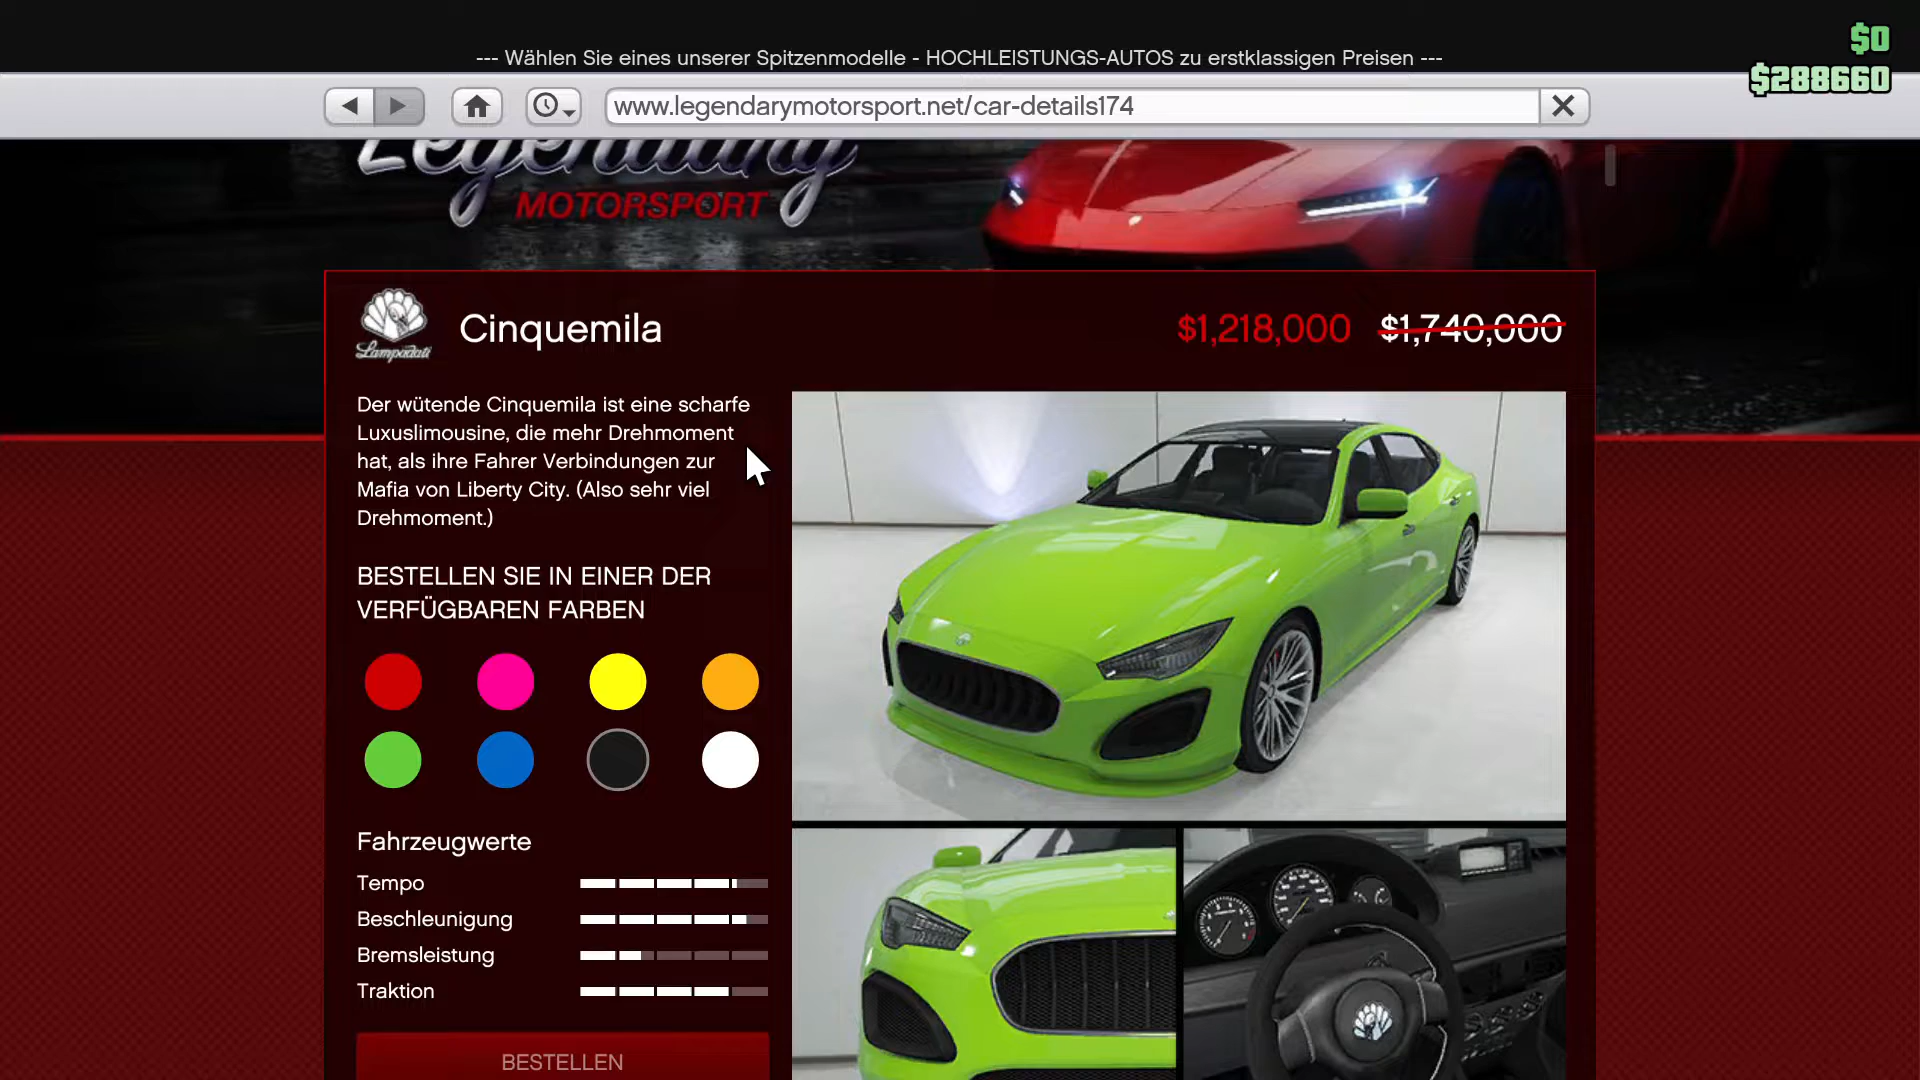 $0
--- Wählen Sie eines unserer Spitzenmodelle - HOCHLEISTUNGS-AUTOS zu erstklassigen Preisen ---
$288660
www.legendarymotorsport.net/car-details174
Legendary
MOTORSPORT
Lampadati
Cinquemila
$1,218,000 $1,740,000
Der wütende Cinquemila ist eine scharfe
Luxuslimousine, die mehr Drehmoment
hat, als ihre Fahrer Verbindungen zur
Mafia von Liberty City. (Also sehr viel
Drehmoment.)
BESTELLEN SIE IN EINER DER
VERFÜGBAREN FARBEN
Fahrzeugwerte
Tempo
Beschleunigung
Bremsleistung
Traktion
BESTELLEN